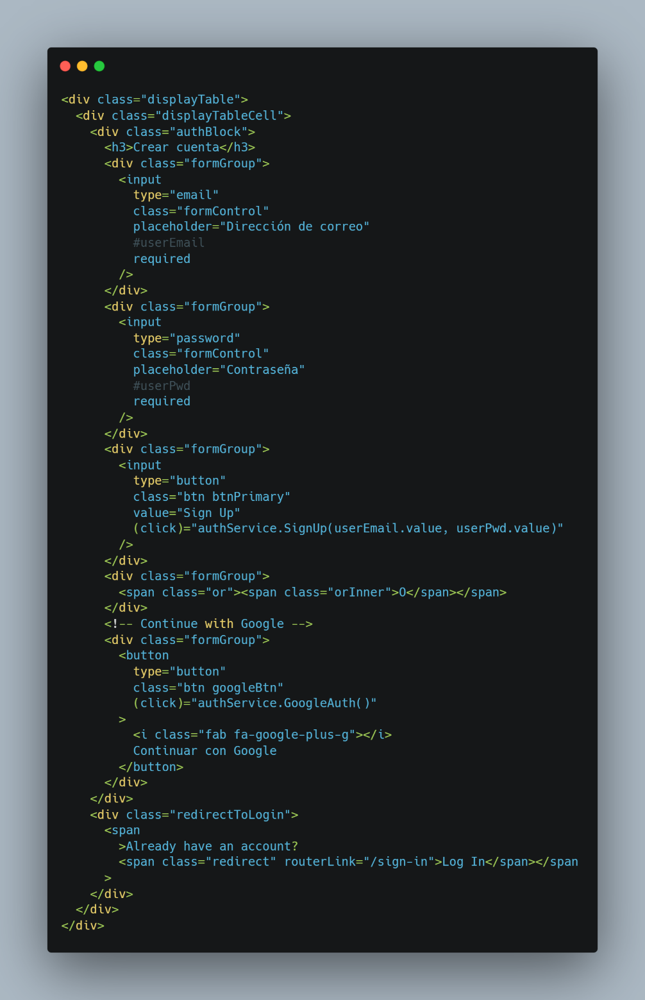 <div class="displayTable">
  <div class="displayTableCell">
    <div class="authBlock">
      <h3>Crear cuenta</h3>
      <div class="formGroup">
        <input
          type="email"
          class="formControl"
          placeholder="Dirección de correo"
          #userEmail
          required
        />
      </div>
      <div class="formGroup">
        <input
          type="password"
          class="formControl"
          placeholder="Contraseña"
          #userPwd
          required
        />
      </div>
      <div class="formGroup">
        <input
          type="button"
          class="btn btnPrimary"
          value="Sign Up"
          (click)="authService.SignUp(userEmail.value, userPwd.value)"
        />
      </div>
      <div class="formGroup">
        <span class="or"><span class="orInner">O</span></span>
      </div>
      <!-- Continue with Google -->
      <div class="formGroup">
        <button
          type="button"
          class="btn googleBtn"
          (click)="authService.GoogleAuth()"
        >
          <i class="fab fa-google-plus-g"></i>
          Continuar con Google
        </button>
      </div>
    </div>
    <div class="redirectToLogin">
      <span
        >Already have an account?
        <span class="redirect" routerLink="/sign-in">Log In</span></span
      >
    </div>
  </div>
</div>